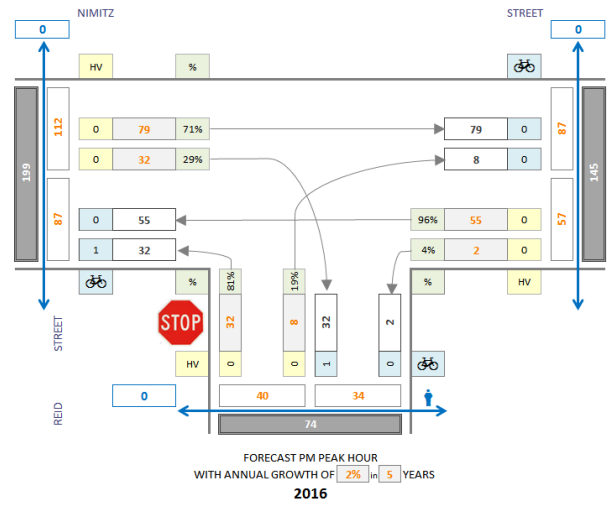 NIMITZ STREET
0 0
HV %
112 0 79 71% 79 0 87
0 32 29% 8 0
199 145
87 0 55 96% 55 0 57
1 32 4% 2 0
% 81% 19% % HV
STREET STOP 32 8 32 2
HV 0 0 1 0
REID 0 40 34
74
FORECAST PM PEAK HOUR
WITH ANNUAL GROWTH OF 2% in 5 YEARS
2016